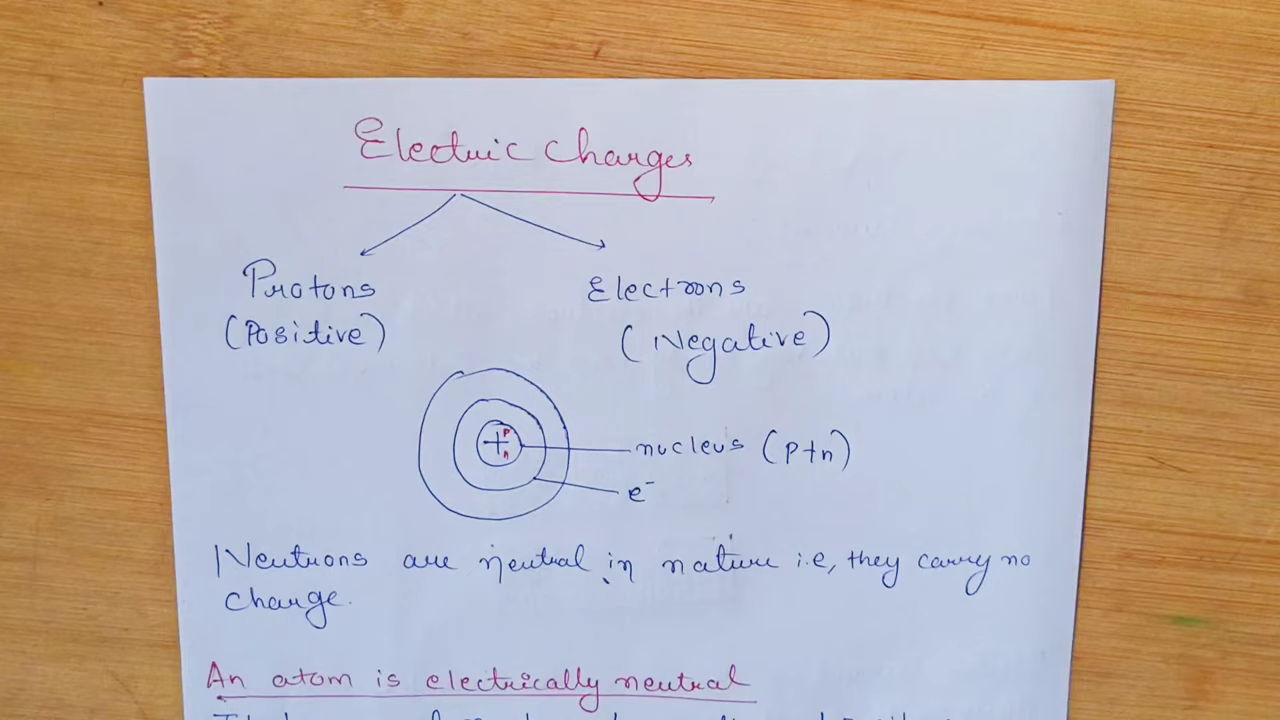 Electric Charges
Protons
(Positive)
Electrons
(Negative)
+ p
n
nucleus (p+n)
e⁻
Neutrons are neutral in nature i.e, they carry no
charge.
An atom is electrically neutral